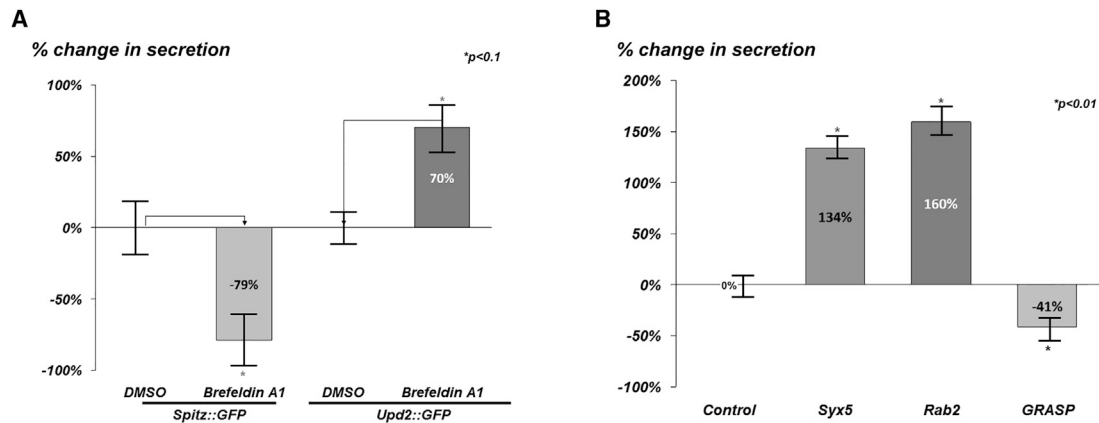 A
% change in secretion
*p<0.1
100%
50%
0%
-50%
-100%
*
70%
-79%
*
DMSO Brefeldin A1 DMSO Brefeldin A1
Spitz::GFP Upd2::GFP
B
% change in secretion
*p<0.01
200%
150%
100%
50%
0%
-50%
-100%
*
*
134%
160%
0%
-41%
*
Control Syx5 Rab2 GRASP